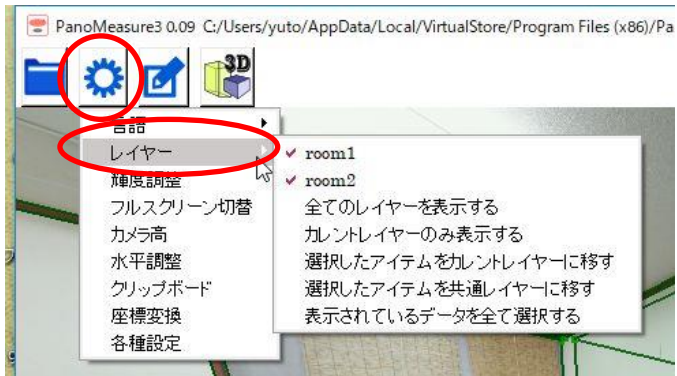 PanoMeasure3 0.09 C:/Users/yuto/AppData/Local/VirtualStore/Program Files (x86)/Pa
3D
言語
レイヤー
輝度調整
フルスクリーン切替
カメラ高
水平調整
クリップボード
座標変換
各種設定
room1
room2
全てのレイヤーを表示する
カレントレイヤーのみ表示する
選択したアイテムをカレントレイヤーに移す
選択したアイテムを共通レイヤーに移す
表示されているデータを全て選択する